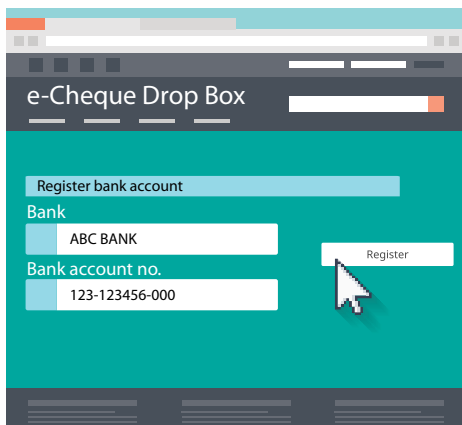 e-Cheque Drop Box
Register bank account
Bank
ABC BANK
Register
Bank account no.
123-123456-000